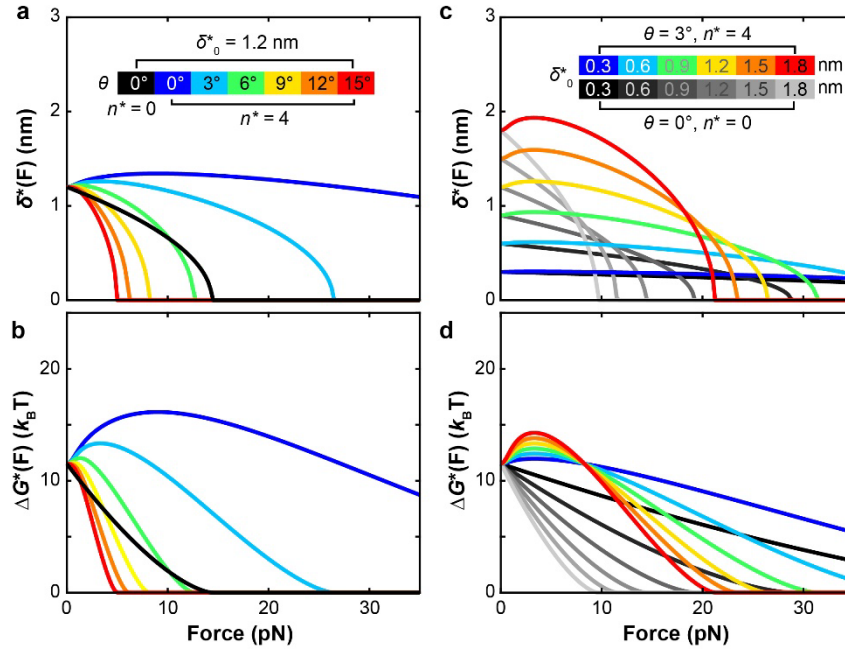 a
δ*₀ = 1.2 nm
θ 0° 0° 3° 6° 9° 12° 15°
n* = 0
n* = 4
δ*(F) (nm)
3
2
1
0
b
ΔG*(F) (k_BT)
20
10
0
0 10 20 30
Force (pN)
c
θ = 3°, n* = 4
δ*₀
0.3 0.6 0.9 1.2 1.5 1.8 nm
0.3 0.6 0.9 1.2 1.5 1.8 nm
θ = 0°, n* = 0
δ*(F) (nm)
3
2
1
0
d
ΔG*(F) (k_BT)
20
10
0
0 10 20 30
Force (pN)